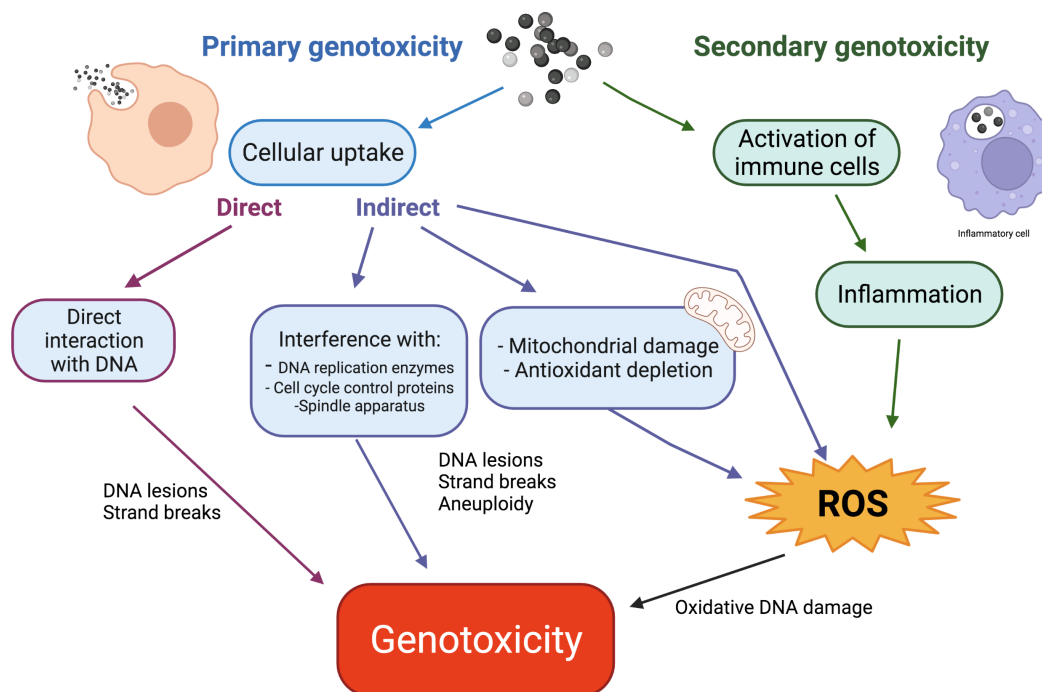 Primary genotoxicity
Secondary genotoxicity
Cellular uptake
Activation of
immune cells
Inflammatory cell
Direct
Indirect
Inflammation
Direct
interaction
with DNA
Interference with:
- DNA replication enzymes
- Cell cycle control proteins
-Spindle apparatus
- Mitochondrial damage
- Antioxidant depletion
DNA lesions
Strand breaks
DNA lesions
Strand breaks
Aneuploidy
ROS
Oxidative DNA damage
Genotoxicity